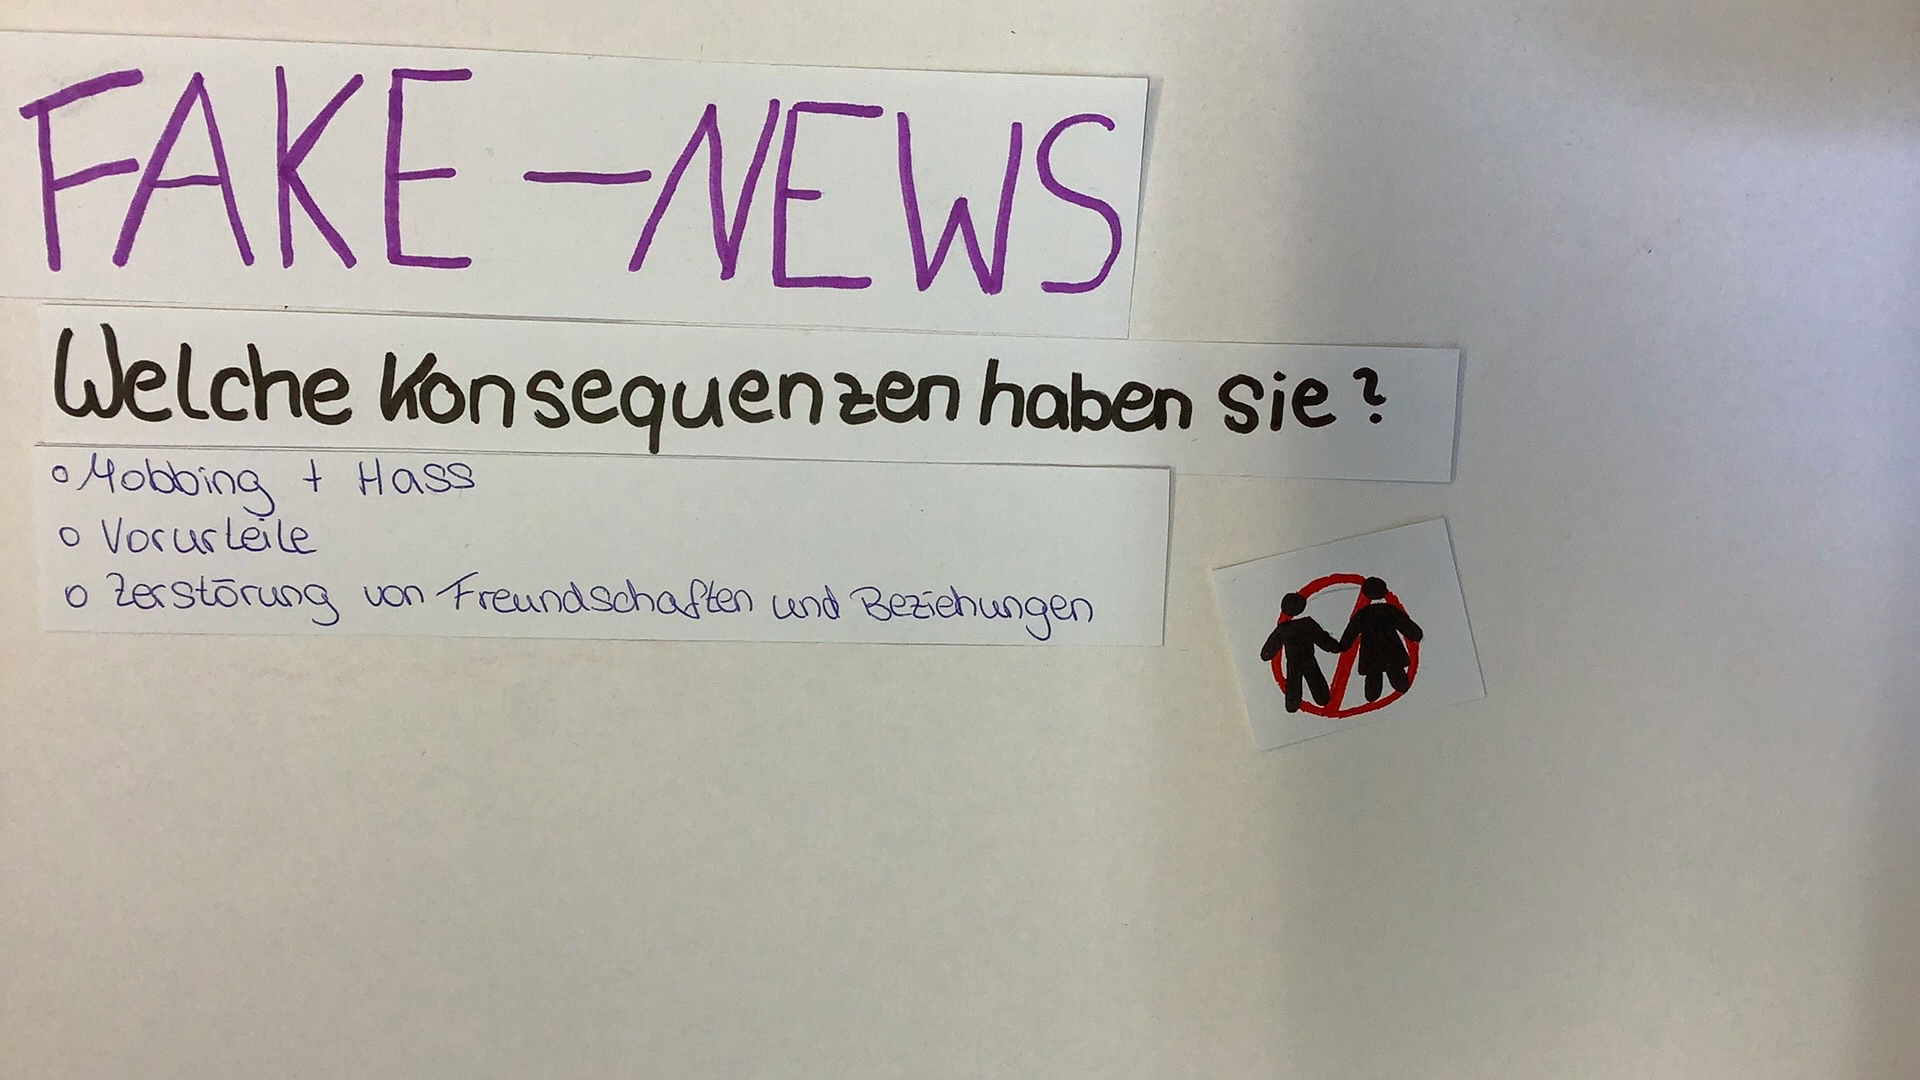 FAKE-NEWS
Welche Konsequenzen haben sie?
o Mobbing + Hass
o Vorurteile
o Zerstörung von Freundschaften und Beziehungen